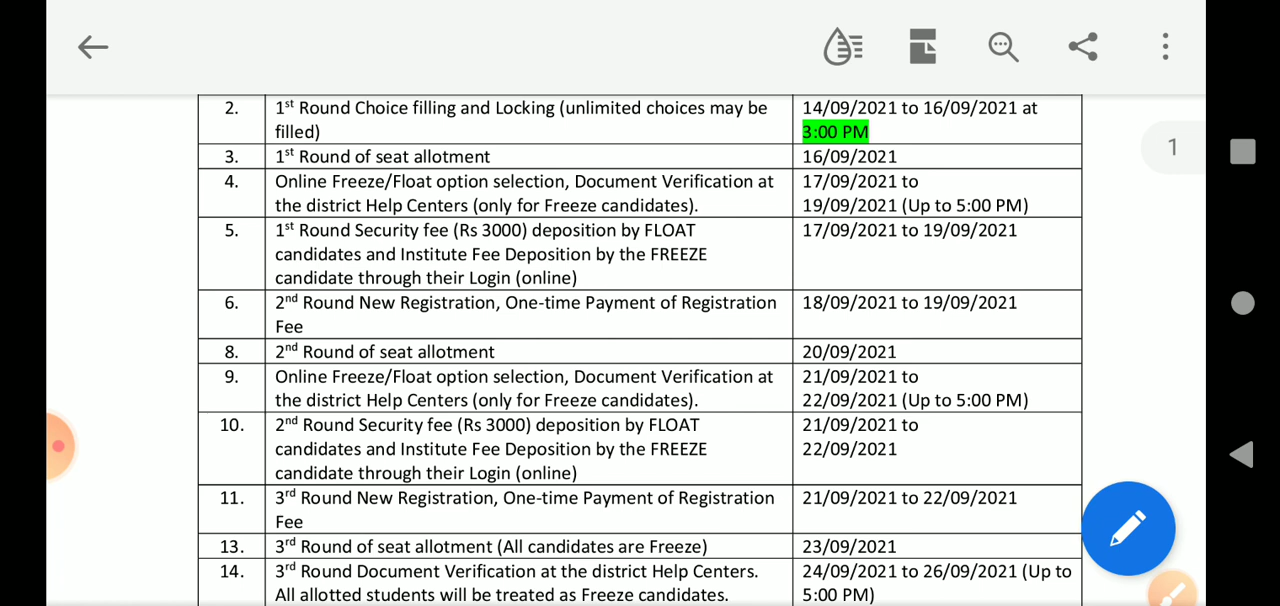 2. 1st Round Choice filling and Locking (unlimited choices may be 14/09/2021 to 16/09/2021 at
filled) 3:00 PM
1
3. 1st Round of seat allotment 16/09/2021
4. Online Freeze/Float option selection, Document Verification at 17/09/2021 to
the district Help Centers (only for Freeze candidates). 19/09/2021 (Up to 5:00 PM)
5. 1st Round Security fee (Rs 3000) deposition by FLOAT 17/09/2021 to 19/09/2021
candidates and Institute Fee Deposition by the FREEZE
candidate through their Login (online)
6. 2nd Round New Registration, One-time Payment of Registration 18/09/2021 to 19/09/2021
Fee
8. 2nd Round of seat allotment 20/09/2021
9. Online Freeze/Float option selection, Document Verification at 21/09/2021 to
the district Help Centers (only for Freeze candidates). 22/09/2021 (Up to 5:00 PM)
10. 2nd Round Security fee (Rs 3000) deposition by FLOAT 21/09/2021 to
candidates and Institute Fee Deposition by the FREEZE 22/09/2021
candidate through their Login (online)
11. 3rd Round New Registration, One-time Payment of Registration 21/09/2021 to 22/09/2021
Fee
13. 3rd Round of seat allotment (All candidates are Freeze) 23/09/2021
14. 3rd Round Document Verification at the district Help Centers. 24/09/2021 to 26/09/2021 (Up to
All allotted students will be treated as Freeze candidates. 5:00 PM)